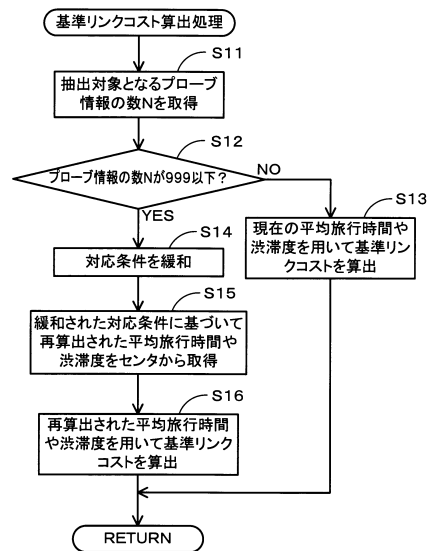 基準リンクコスト算出処理
S11
抽出対象となるプローブ
情報の数Nを取得
S12
プローブ情報の数Nが999以下?
NO
YES
S13
現在の平均旅行時間や
渋滞度を用いて基準リン
クコストを算出
S14
対応条件を緩和
S15
緩和された対応条件に基づいて
再算出された平均旅行時間や
渋滞度をセンタから取得
S16
再算出された平均旅行時間
や渋滞度を用いて基準リンク
コストを算出
RETURN